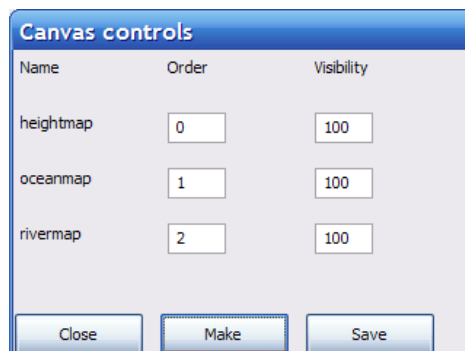 Canvas controls
Name Order Visibility
heightmap 0 100
oceanmap 1 100
rivermap 2 100
Close Make Save